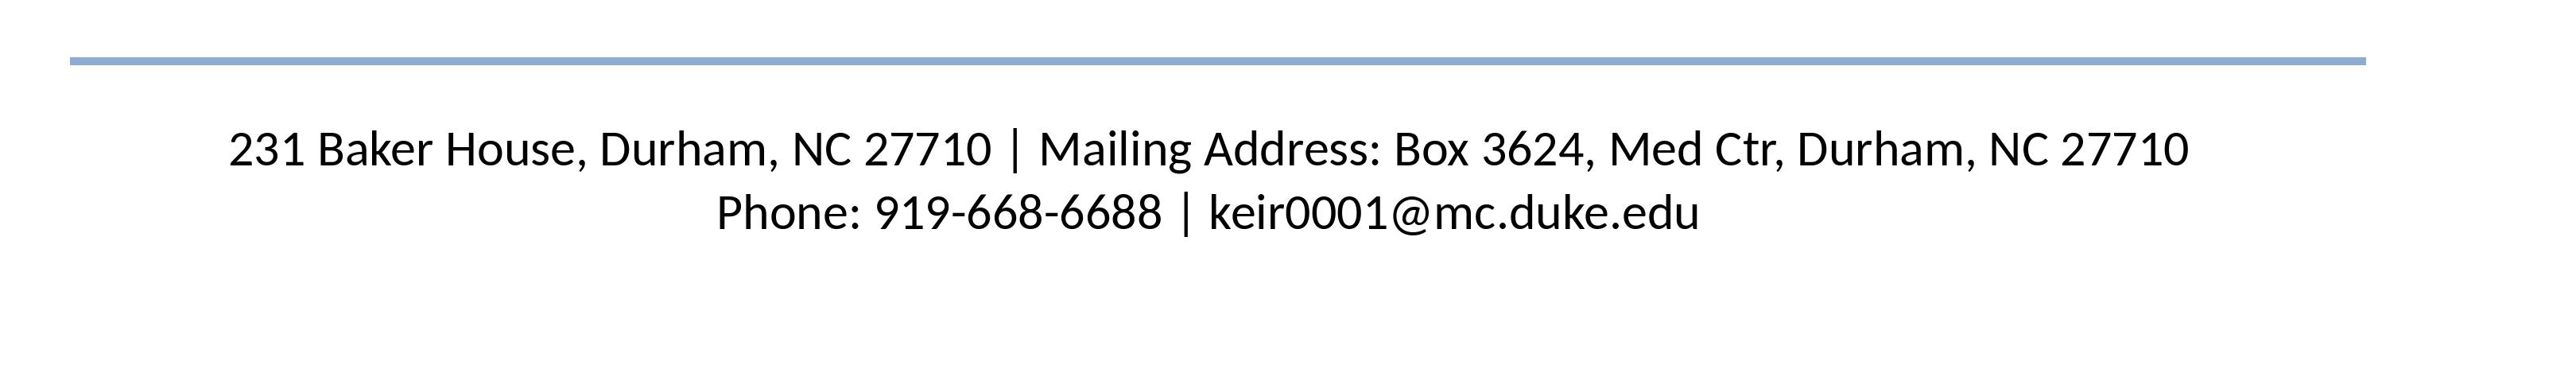 231 Baker House, Durham, NC 27710 | Mailing Address: Box 3624, Med Ctr, Durham, NC 27710
Phone: 919-668-6688 | keir0001@mc.duke.edu